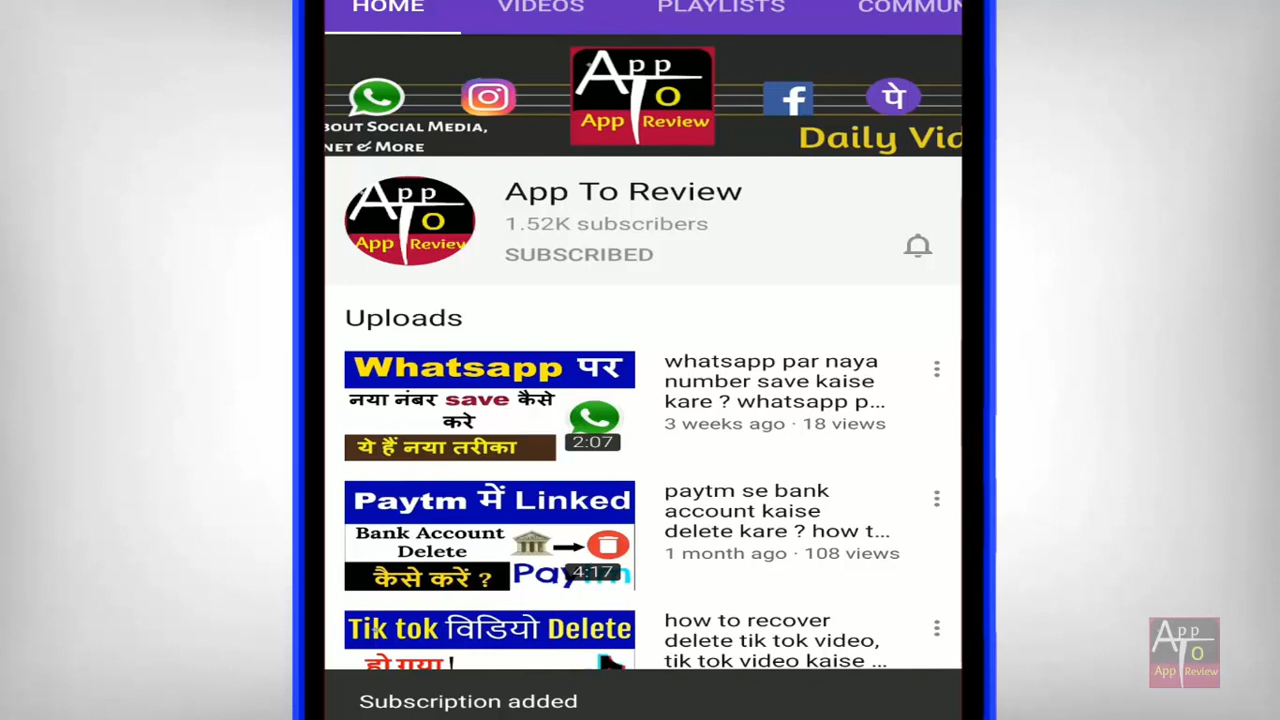 HOME VIDEOS PLAYLISTS COMMUN
App
TO
App Review
BOUT SOCIAL MEDIA,
NET & MORE
पे
Daily Vid
App
TO
App Review
App To Review
1.52K subscribers
SUBSCRIBED
Uploads
Whatsapp पर
नया नंबर save कैसे
करे
ये हैं नया तरीका
2:07
whatsapp par naya
number save kaise
kare ? whatsapp p...
3 weeks ago · 18 views
Paytm में Linked
Bank Account
Delete
कैसे करें ?
Paytm
4:17
paytm se bank
account kaise
delete kare ? how t...
1 month ago · 108 views
Tik tok विडियो Delete
हो गया !
how to recover
delete tik tok video,
tik tok video kaise ...
Subscription added
App
TO
App Review